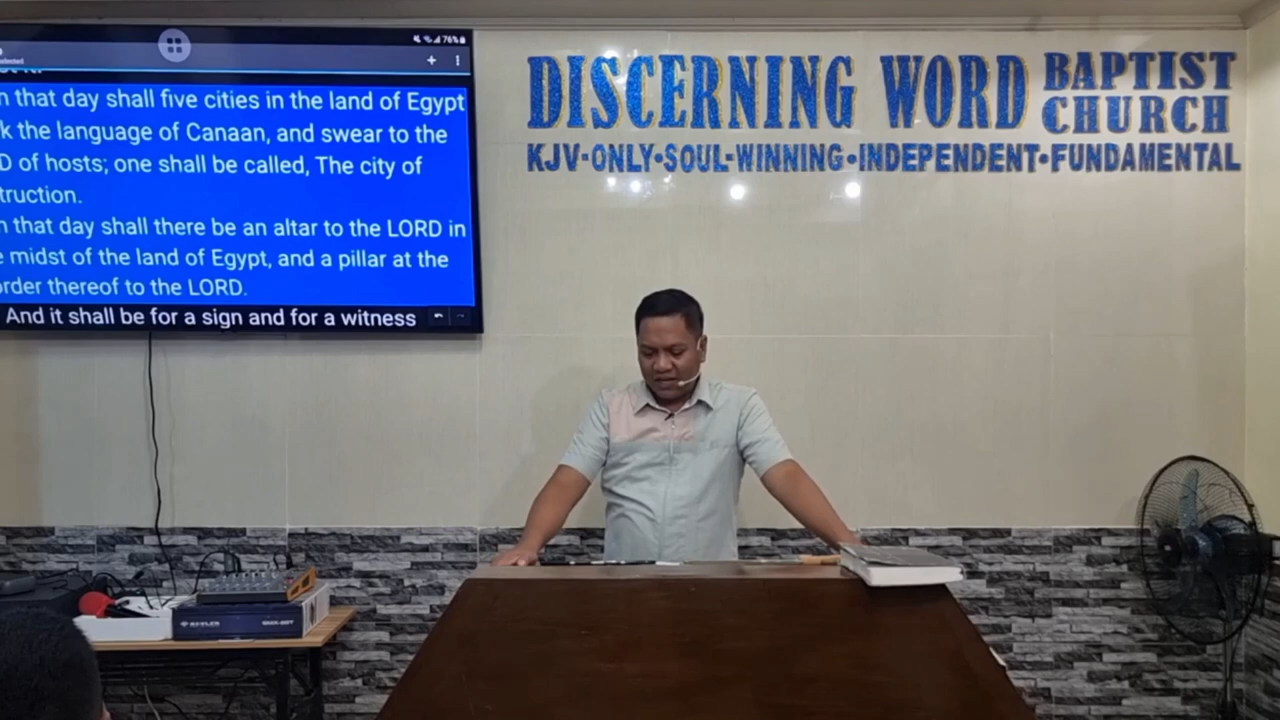 76%
selected
n that day shall five cities in the land of Egypt
k the language of Canaan, and swear to the
D of hosts; one shall be called, The city of
truction.
n that day shall there be an altar to the LORD in
e midst of the land of Egypt, and a pillar at the
order thereof to the LORD.
And it shall be for a sign and for a witness
DISCERNING WORD BAPTIST CHURCH
KJV-ONLY•SOUL-WINNING•INDEPENDENT•FUNDAMENTAL